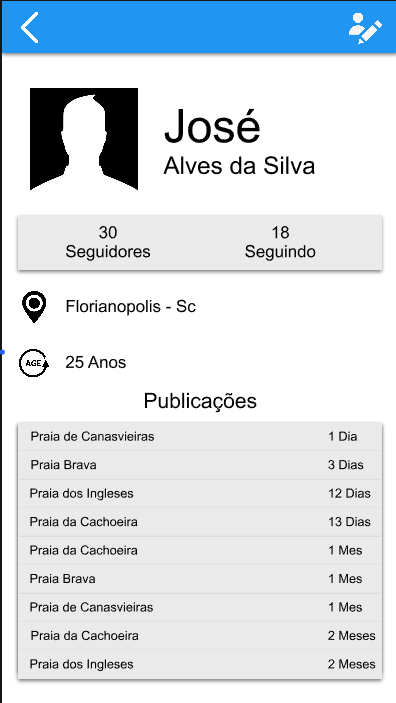 José
Alves da Silva
30 18
Seguidores Seguindo
Florianopolis - Sc
AGE 25 Anos
Publicações
Praia de Canasvieiras 1 Dia
Praia Brava 3 Dias
Praia dos Ingleses 12 Dias
Praia da Cachoeira 13 Dias
Praia da Cachoeira 1 Mes
Praia Brava 1 Mes
Praia de Canasvieiras 1 Mes
Praia da Cachoeira 2 Meses
Praia dos Ingleses 2 Meses